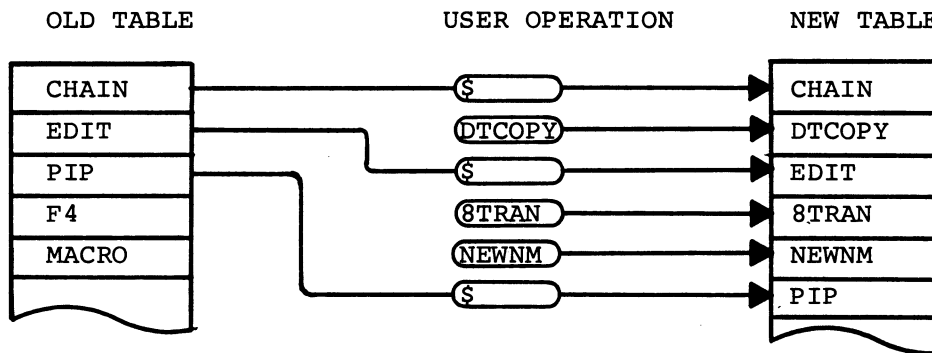 OLD TABLE USER OPERATION NEW TABLE
CHAIN $ CHAIN
EDIT DTCOPY DTCOPY
PIP $ EDIT
F4 8TRAN 8TRAN
MACRO NEWNM NEWNM
$ PIP